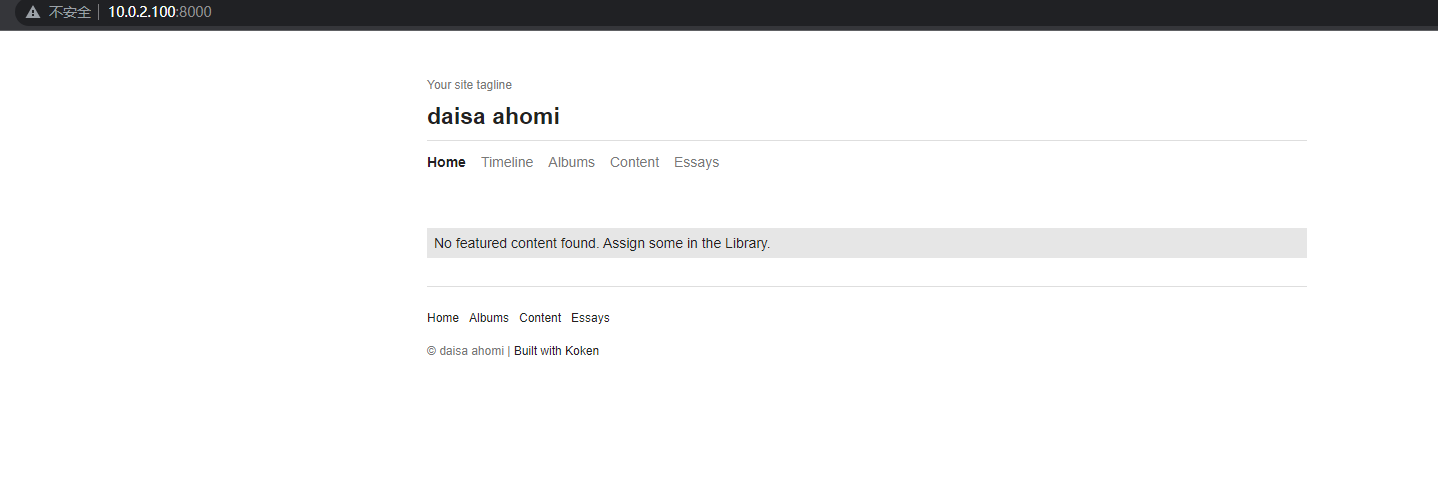 不安全 10.0.2.100:8000
Your site tagline
daisa ahomi
Home Timeline Albums Content Essays
No featured content found. Assign some in the Library.
Home Albums Content Essays
© daisa ahomi | Built with Koken